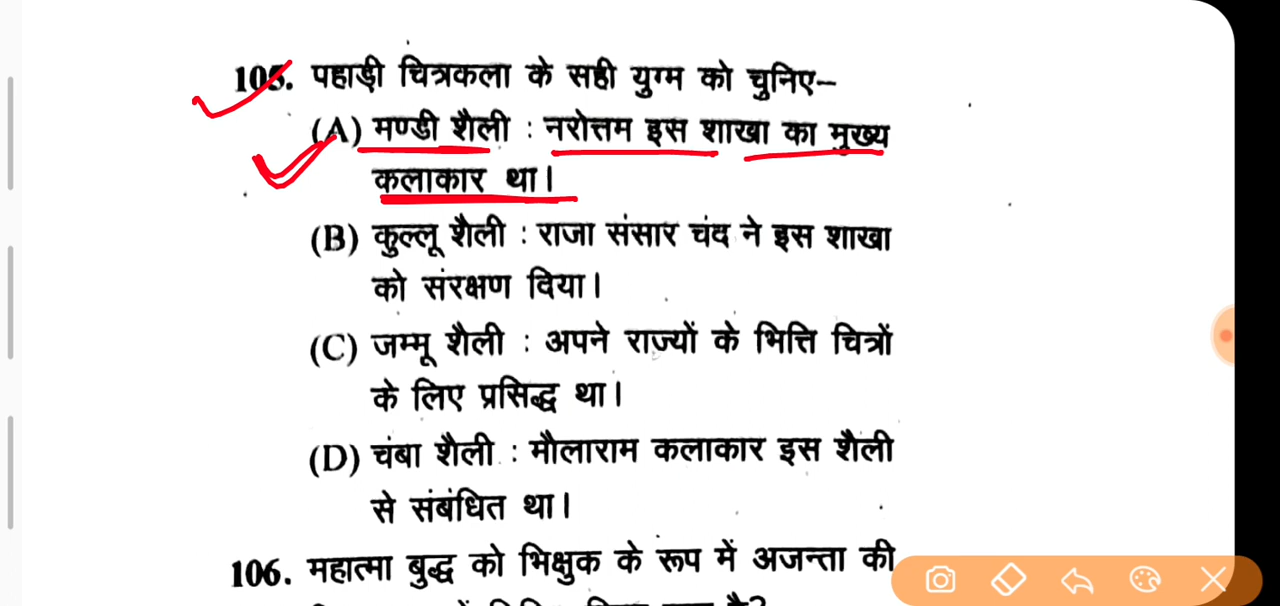 105. पहाड़ी चित्रकला के सही युग्म को चुनिए–
(A) मण्डी शैली : नरोत्तम इस शाखा का मुख्य
कलाकार था।
(B) कुल्लू शैली : राजा संसार चंद ने इस शाखा
को संरक्षण दिया।
(C) जम्मू शैली : अपने राज्यों के भित्ति चित्रों
के लिए प्रसिद्ध था।
(D) चंबा शैली : मौलाराम कलाकार इस शैली
से संबंधित था।
106. महात्मा बुद्ध को भिक्षुक के रूप में अजन्ता की